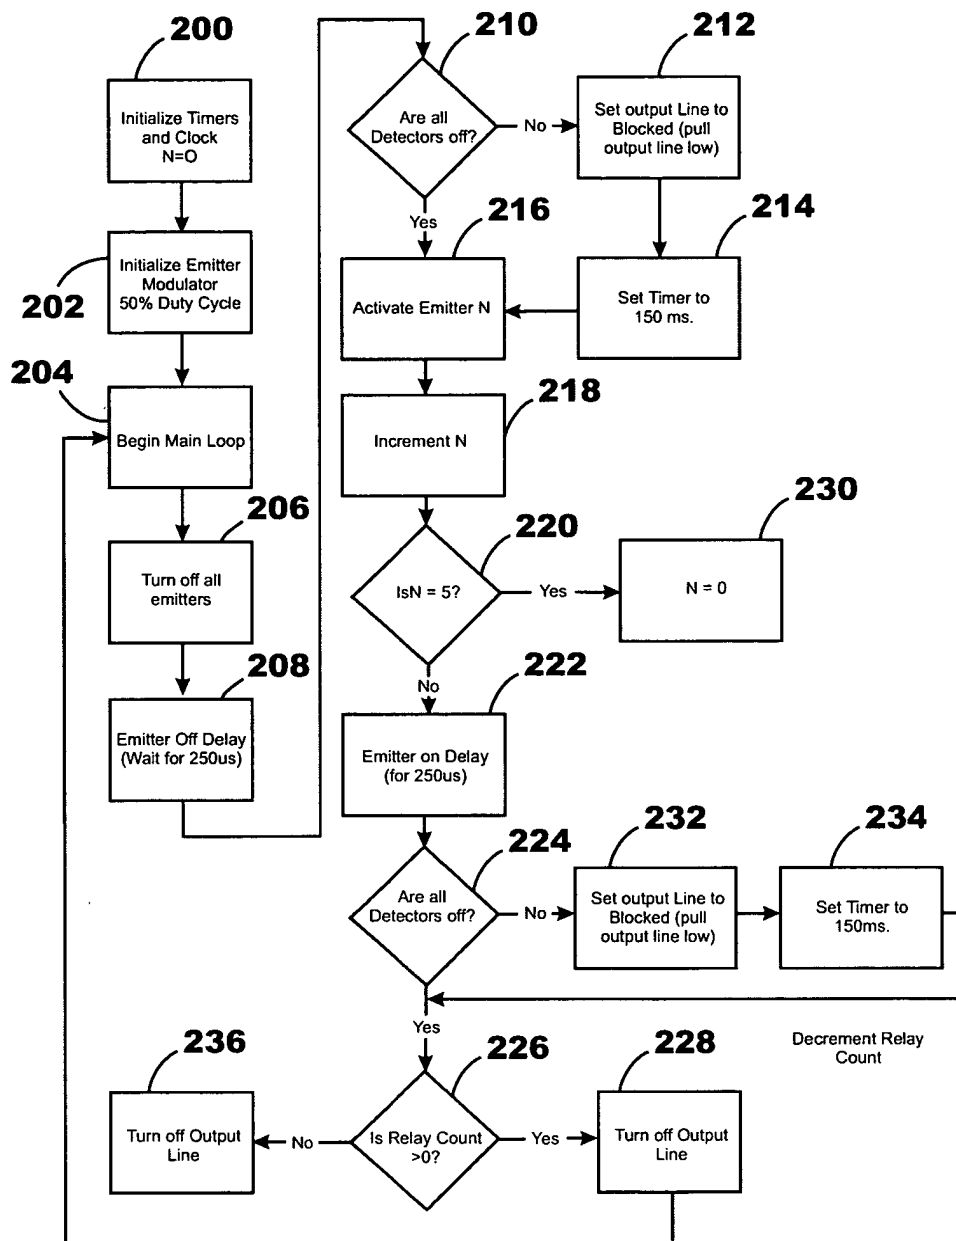 200
Initialize Timers
and Clock
N=O
202
Initialize Emitter
Modulator
50% Duty Cycle
204
Begin Main Loop
206
Turn off all
emitters
208
Emitter Off Delay
(Wait for 250us)
210
Are all
Detectors off?
No
Yes
212
Set output Line to
Blocked (pull
output line low)
214
Set Timer to
150 ms.
216
Activate Emitter N
218
Increment N
220
IsN = 5?
Yes
No
230
N = 0
222
Emitter on Delay
(for 250us)
224
Are all
Detectors off?
No
Yes
232
Set output Line to
Blocked (pull
output line low)
234
Set Timer to
150ms.
Decrement Relay
Count
226
Is Relay Count
>0?
No
Yes
236
Turn off Output
Line
228
Turn off Output
Line